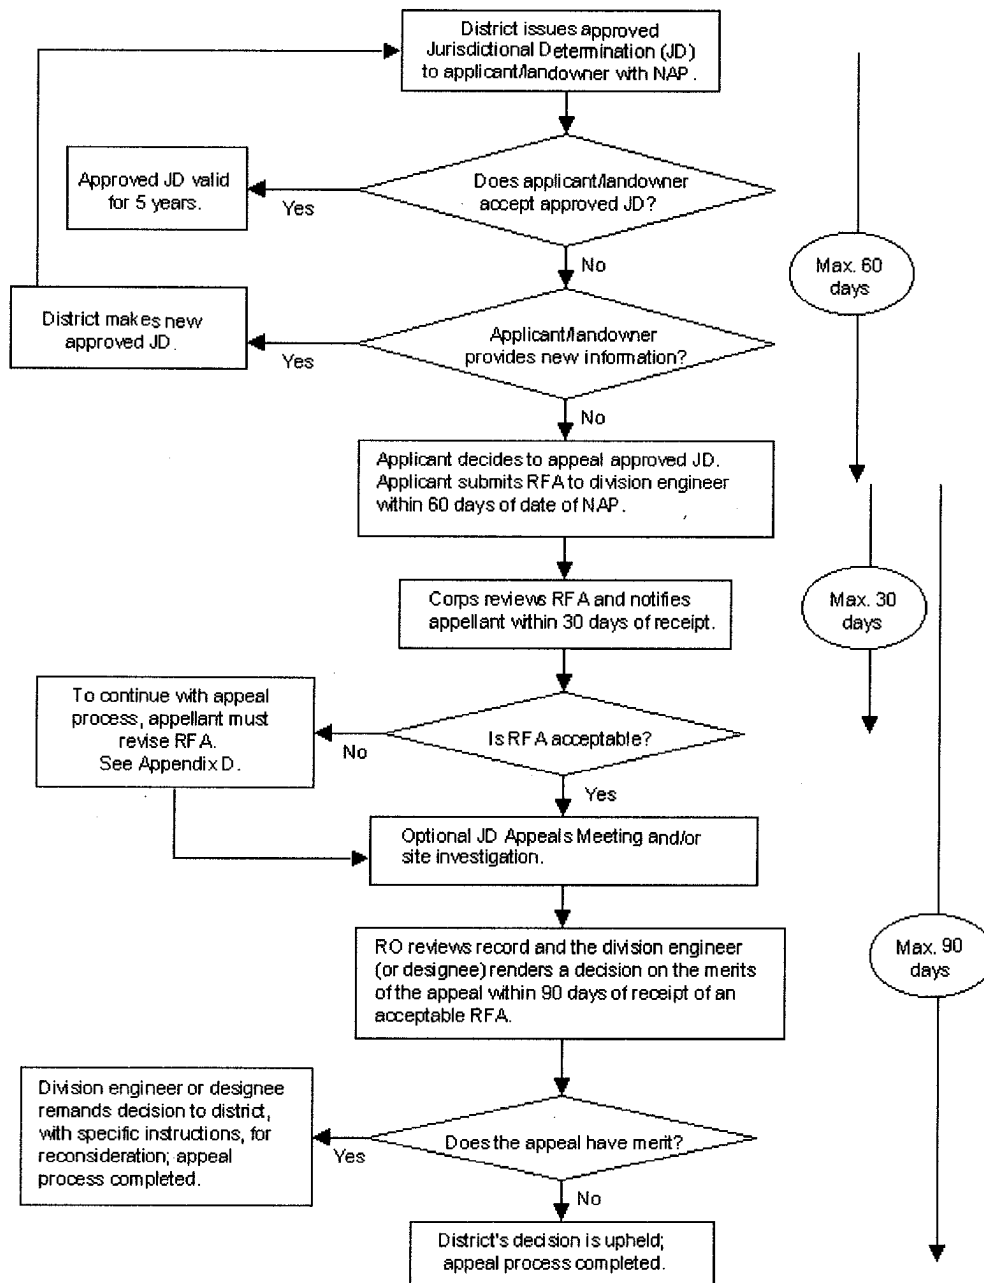 District issues approved
Jurisdictional Determination (JD)
to applicant/landowner with NAP.
Does applicant/landowner
accept approved JD?
Yes
Approved JD valid
for 5 years.
No
Max. 60
days
Applicant/landowner
provides new information?
Yes
District makes new
approved JD.
No
Applicant decides to appeal approved JD.
Applicant submits RFA to division engineer
within 60 days of date of NAP.
Corps reviews RFA and notifies
appellant within 30 days of receipt.
Max. 30
days
Is RFA acceptable?
No
To continue with appeal
process, appellant must
revise RFA.
See Appendix D.
Yes
Optional JD Appeals Meeting and/or
site investigation.
RO reviews record and the division engineer
(or designee) renders a decision on the merits
of the appeal within 90 days of receipt of an
acceptable RFA.
Max. 90
days
Does the appeal have merit?
Yes
Division engineer or designee
remands decision to district,
with specific instructions, for
reconsideration; appeal
process completed.
No
District's decision is upheld;
appeal process completed.